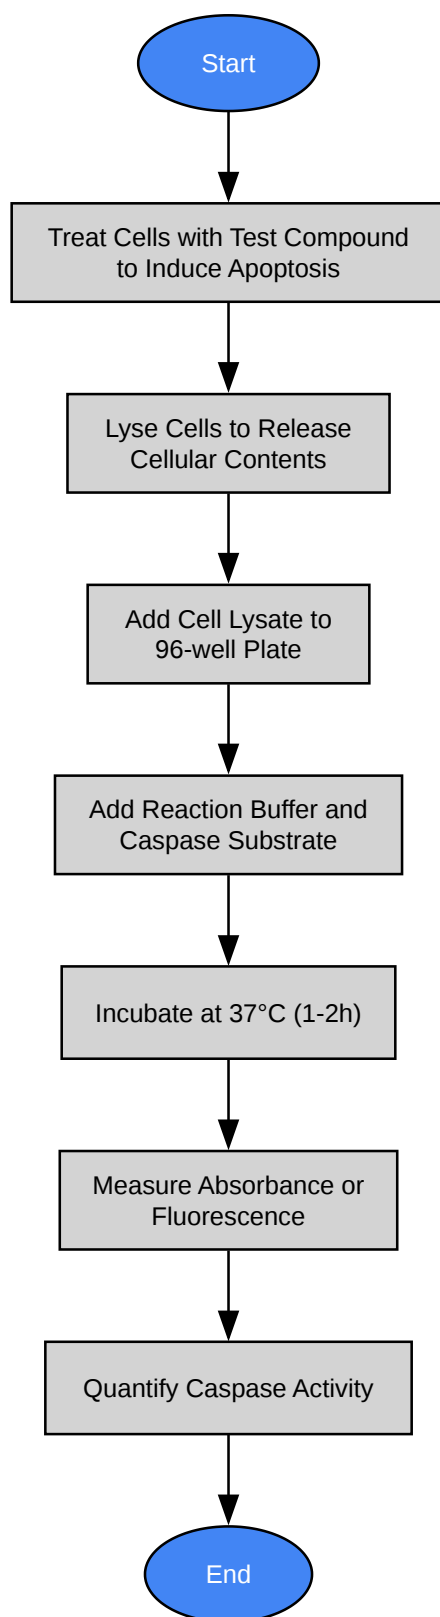 Start
Treat Cells with Test Compound
to Induce Apoptosis
Lyse Cells to Release
Cellular Contents
Add Cell Lysate to
96-well Plate
Add Reaction Buffer and
Caspase Substrate
Incubate at 37°C (1-2h)
Measure Absorbance or
Fluorescence
Quantify Caspase Activity
End